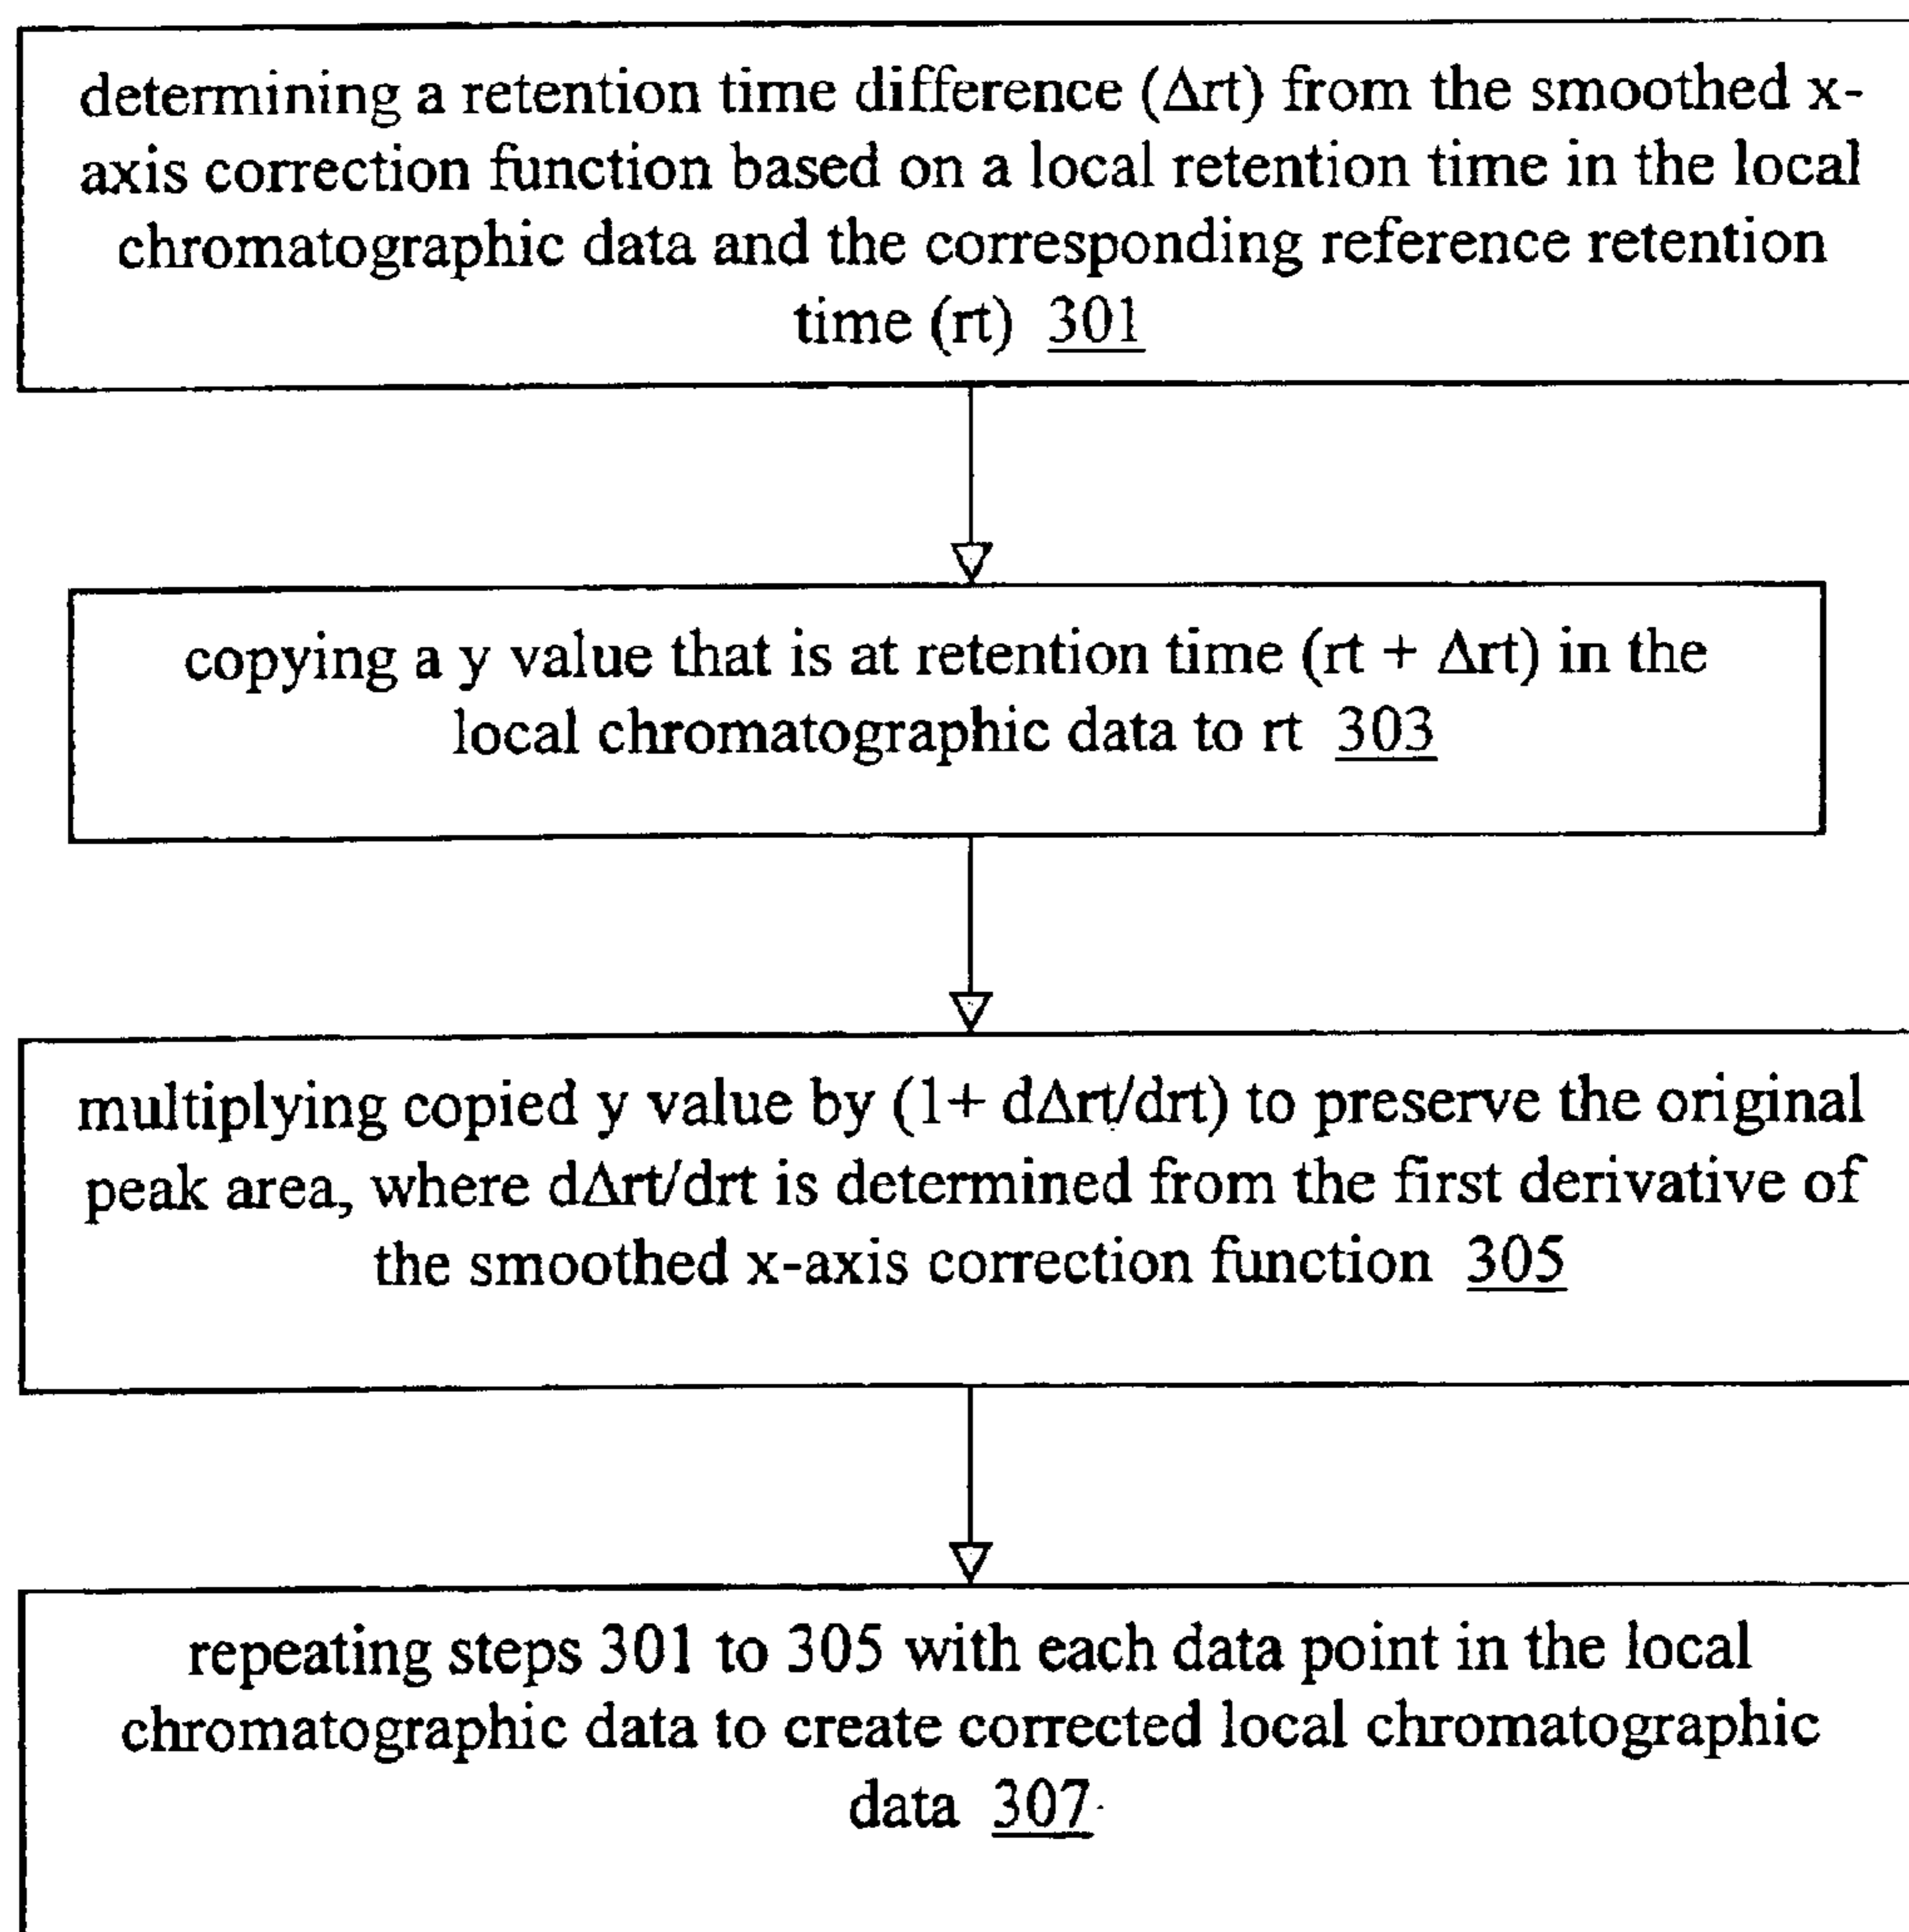 determining a retention time difference (Δrt) from the smoothed x-
axis correction function based on a local retention time in the local
chromatographic data and the corresponding reference retention
time (rt) 301
copying a y value that is at retention time (rt + Δrt) in the
local chromatographic data to rt 303
multiplying copied y value by (1+ dΔrt/drt) to preserve the original
peak area, where dΔrt/drt is determined from the first derivative of
the smoothed x-axis correction function 305
repeating steps 301 to 305 with each data point in the local
chromatographic data to create corrected local chromatographic
data 307